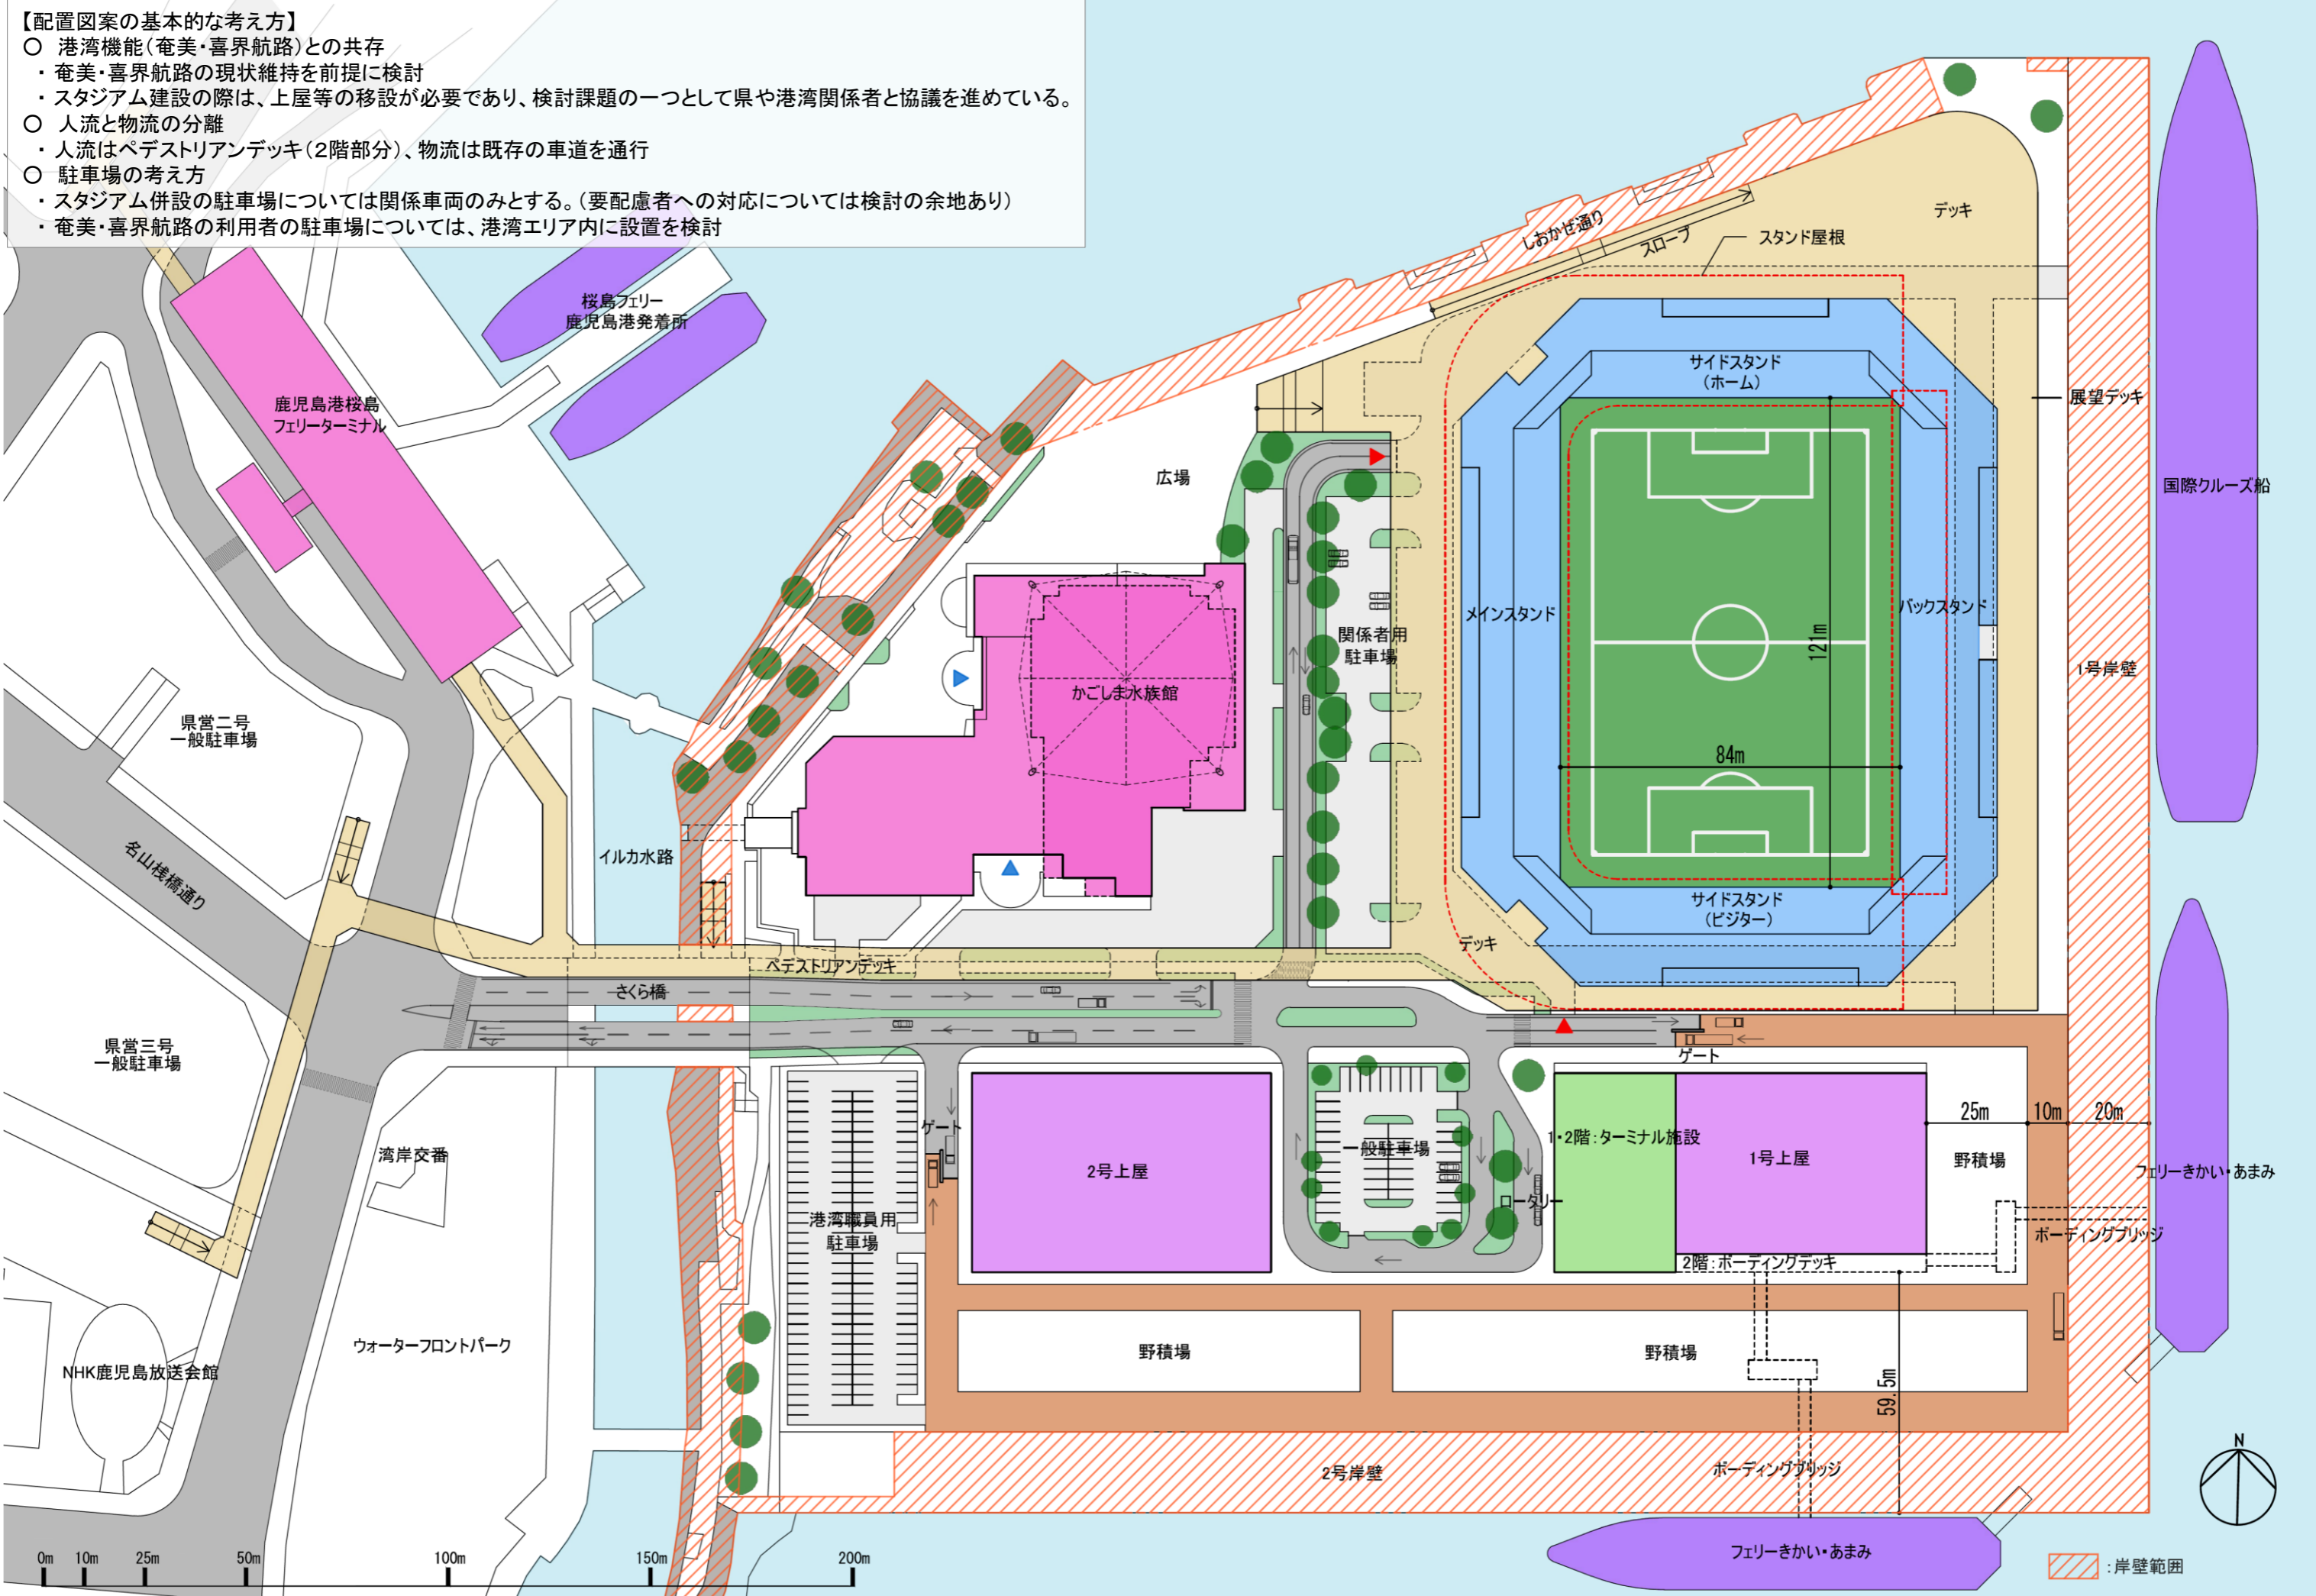 【配置図案の基本的な考え方】
○ 港湾機能(奄美・喜界航路)との共存
・奄美・喜界航路の現状維持を前提に検討
・スタジアム建設の際は、上屋等の移設が必要であり、検討課題の一つとして県や港湾関係者と協議を進めている。
○ 人流と物流の分離
・人流はペデストリアンデッキ(2階部分)、物流は既存の車道を通行
○ 駐車場の考え方
・スタジアム併設の駐車場については関係車両のみとする。(要配慮者への対応については検討の余地あり)
・奄美・喜界航路の利用者の駐車場については、港湾エリア内に設置を検討
デッキ
しおかぜ通り
スロープ
スタンド屋根
桜島フェリー
鹿児島港発着所
鹿児島港桜島
フェリーターミナル
サイドスタンド
(ホーム)
展望デッキ
広場
国際クルーズ船
メインスタンド
バックスタンド
121m
関係者用
駐車場
1号岸壁
かごしま水族館
県営二号
一般駐車場
84m
イルカ水路
名山桟橋通り
サイドスタンド
(ビジター)
デッキ
ペデストリアンデッキ
さくら橋
県営三号
一般駐車場
ゲート
25m
10m
20m
ゲート
湾岸交番
一般駐車場
1・2階:ターミナル施設
1号上屋
野積場
2号上屋
フェリーきかい・あまみ
ロータリー
港湾職員用
駐車場
ボーディングブリッジ
2階:ボーディングデッキ
ウォーターフロントパーク
野積場
野積場
NHK鹿児島放送会館
59.5m
2号岸壁
ボーディングブリッジ
N
フェリーきかい・あまみ
:岸壁範囲
0m 10m 25m 50m 100m 150m 200m